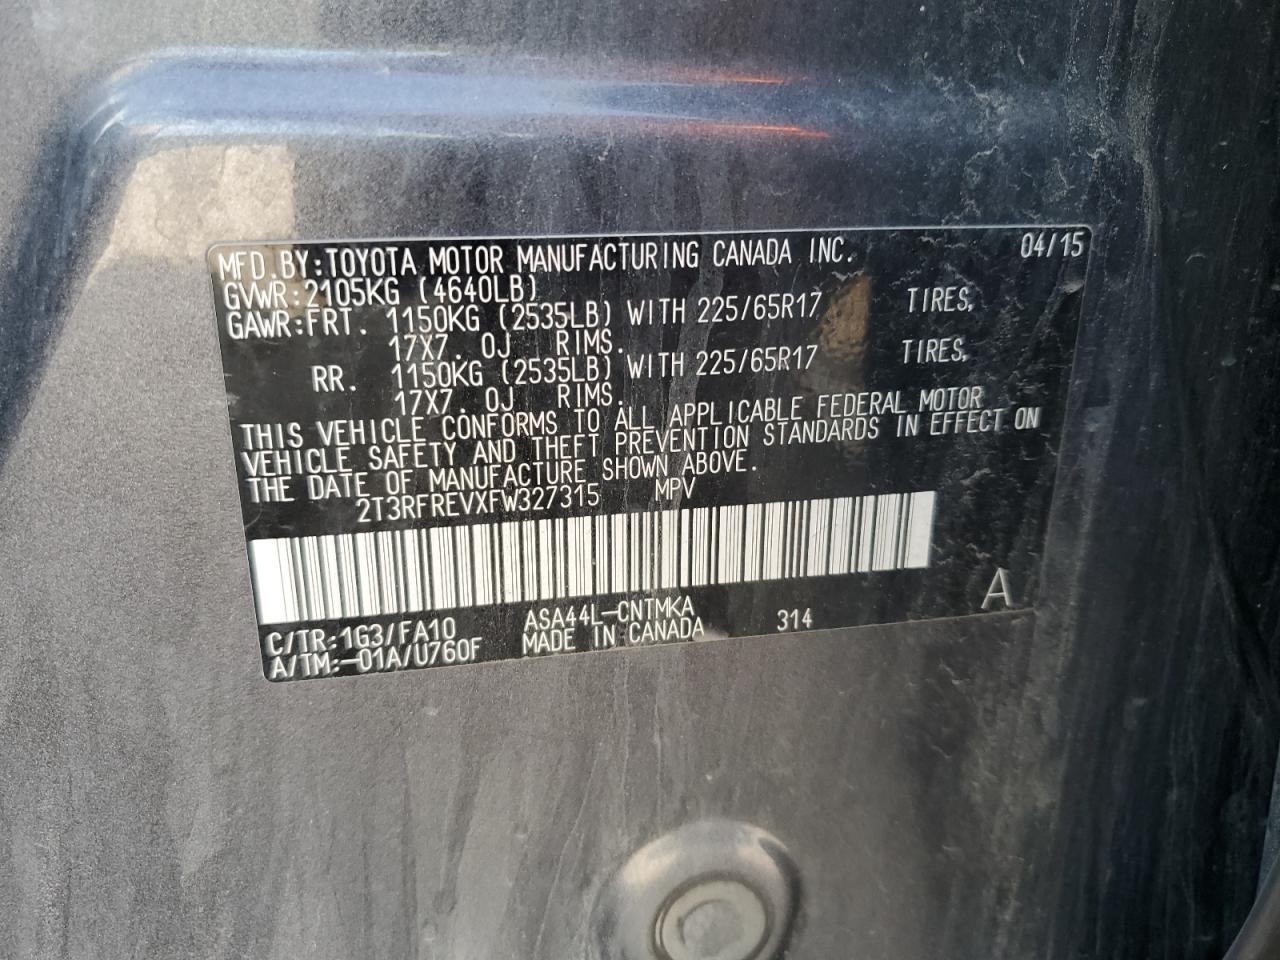 MFD.BY:TOYOTA MOTOR MANUFACTURING CANADA INC. 04/15
GVWR:2105KG (4640LB)
GAWR:FRT. 1150KG (2535LB) WITH 225/65R17 TIRES,
17X7.0J RIMS.
RR. 1150KG (2535LB) WITH 225/65R17 TIRES,
17X7.0J RIMS.
THIS VEHICLE CONFORMS TO ALL APPLICABLE FEDERAL MOTOR
VEHICLE SAFETY AND THEFT PREVENTION STANDARDS IN EFFECT ON
THE DATE OF MANUFACTURE SHOWN ABOVE.
2T3RFREVXFW327315 MPV
A
C/TR:1G3/FA10 ASA44L-CNTMKA 314
A/TM:-01A/U760F MADE IN CANADA